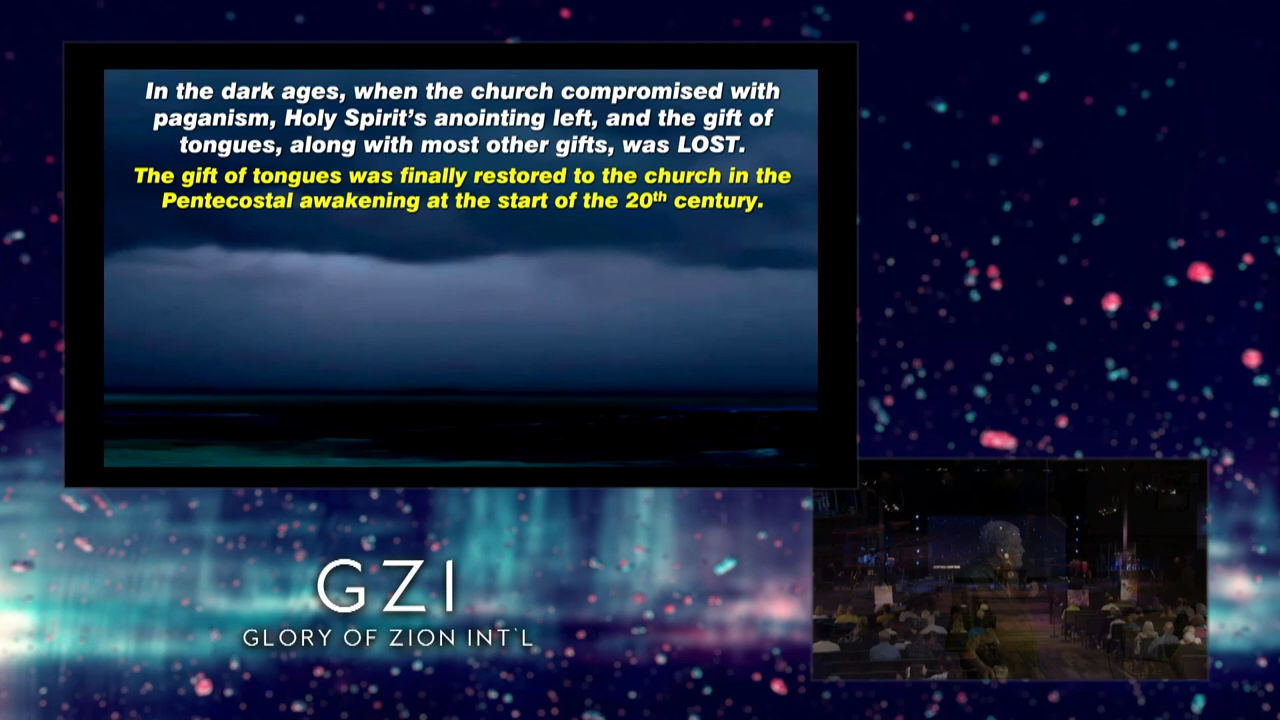 In the dark ages, when the church compromised with
paganism, Holy Spirit's anointing left, and the gift of
tongues, along with most other gifts, was LOST.
The gift of tongues was finally restored to the church in the
Pentecostal awakening at the start of the 20th century.
GZI
GLORY OF ZION INT`L